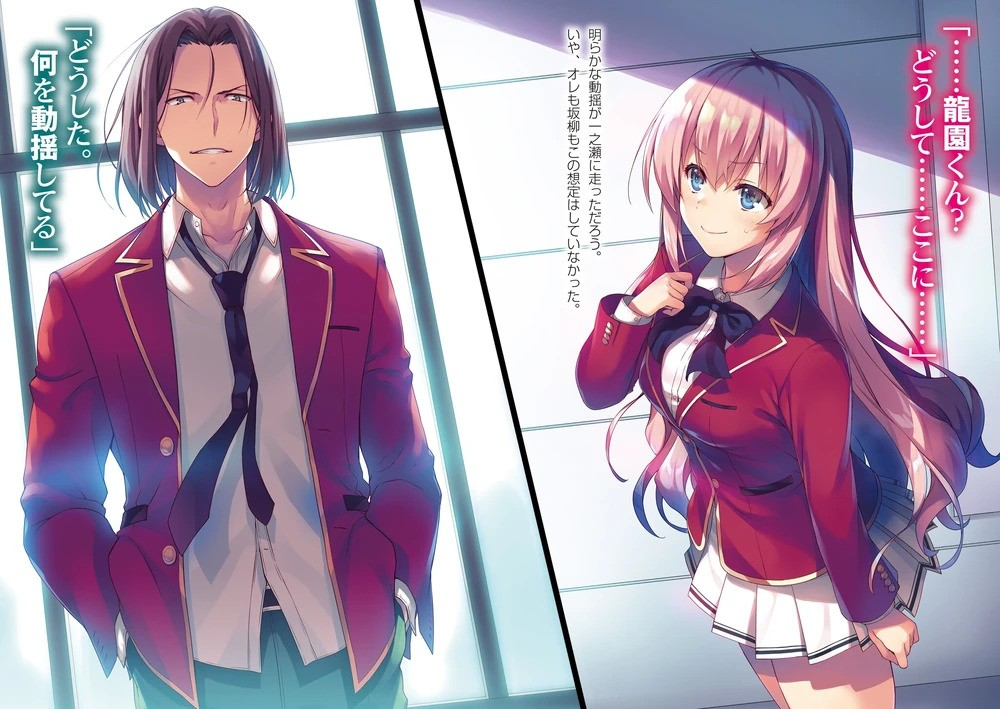 「……龍園くん?
どうして……ここに……」
明らかな動揺が一之瀬に走っただろう。
いや、オレも坂柳もこの想定はしていなかった。
「どうした。
何を動揺してる」